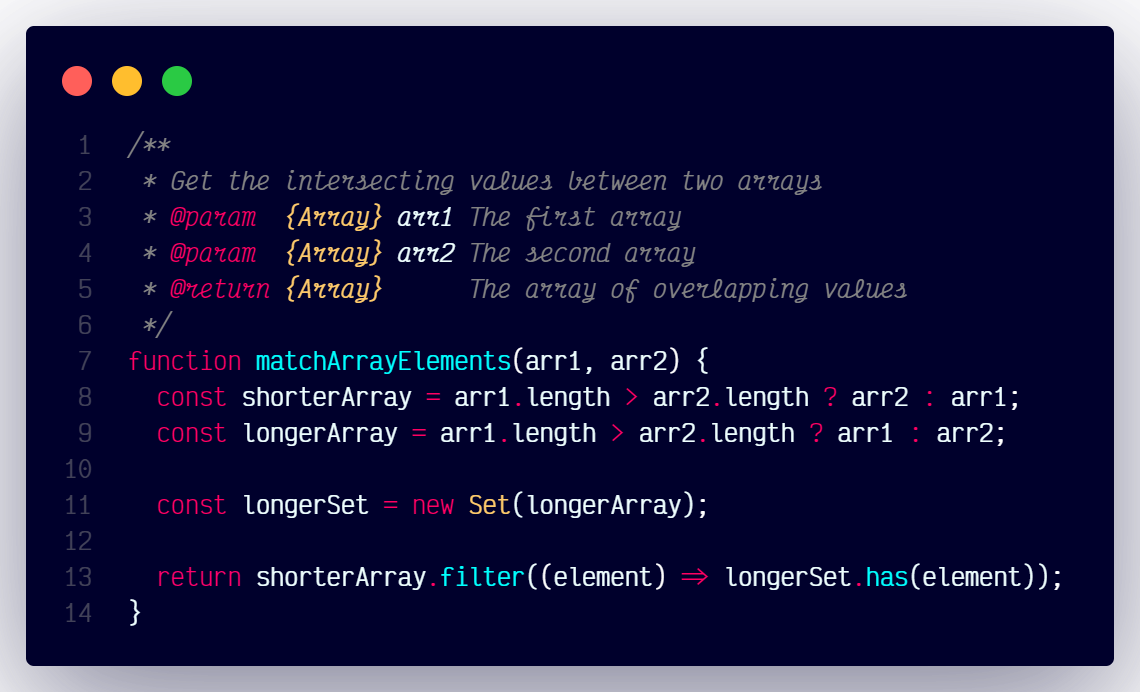 1 /**
2  * Get the intersecting values between two arrays
3  * @param  {Array} arr1 The first array
4  * @param  {Array} arr2 The second array
5  * @return {Array}      The array of overlapping values
6  */
7 function matchArrayElements(arr1, arr2) {
8   const shorterArray = arr1.length > arr2.length ? arr2 : arr1;
9   const longerArray = arr1.length > arr2.length ? arr1 : arr2;
10
11   const longerSet = new Set(longerArray);
12
13   return shorterArray.filter((element) => longerSet.has(element));
14 }